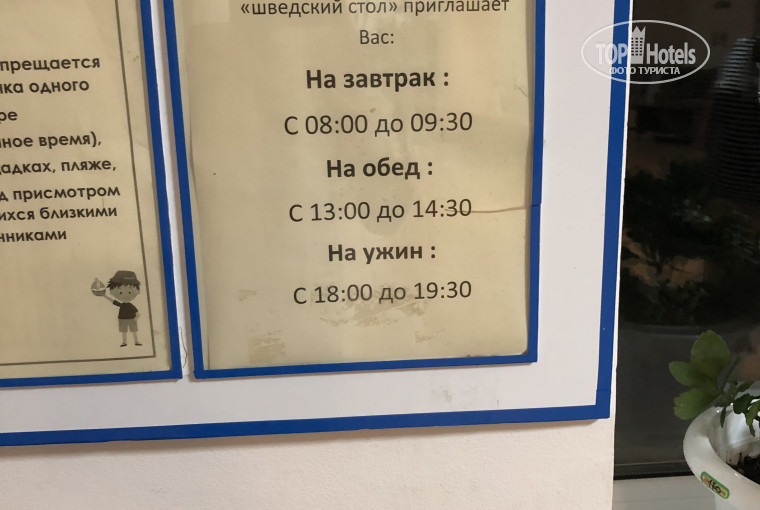 прещается
нка одного
ре
ное время),
адках, пляже,
д присмотром
ихся близкими
нниками
«шведский стол» приглашает
Вас:
На завтрак :
С 08:00 до 09:30
На обед :
С 13:00 до 14:30
На ужин :
С 18:00 до 19:30
TOP Hotels
ФОТО ТУРИСТА